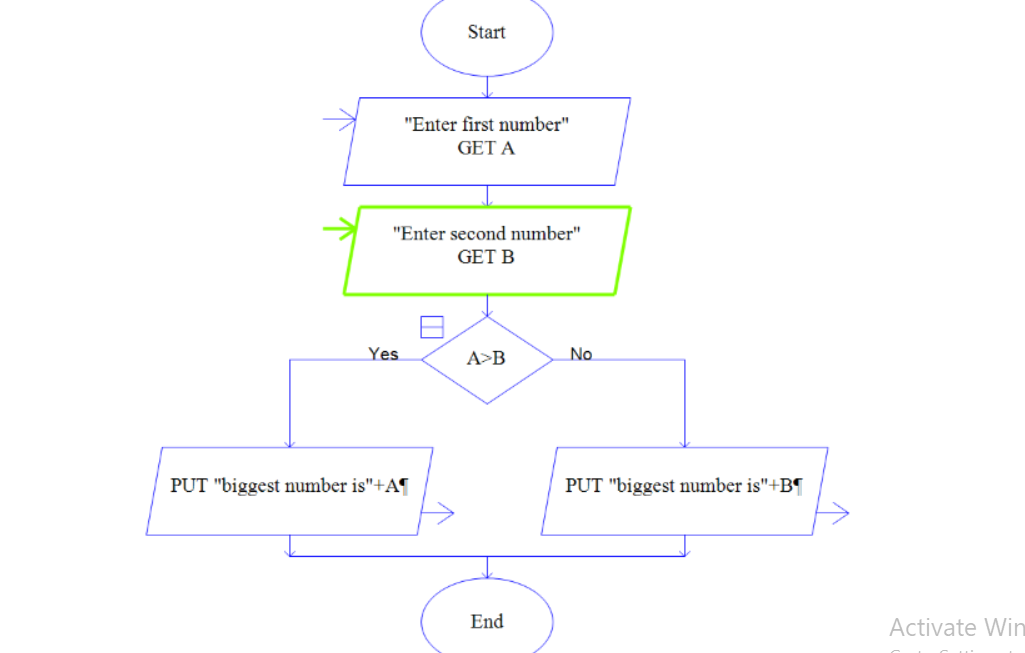 Start
"Enter first number"
GET A
"Enter second number"
GET B
Yes
A>B
No
PUT "biggest number is"+A¶
PUT "biggest number is"+B¶
End
Activate Win